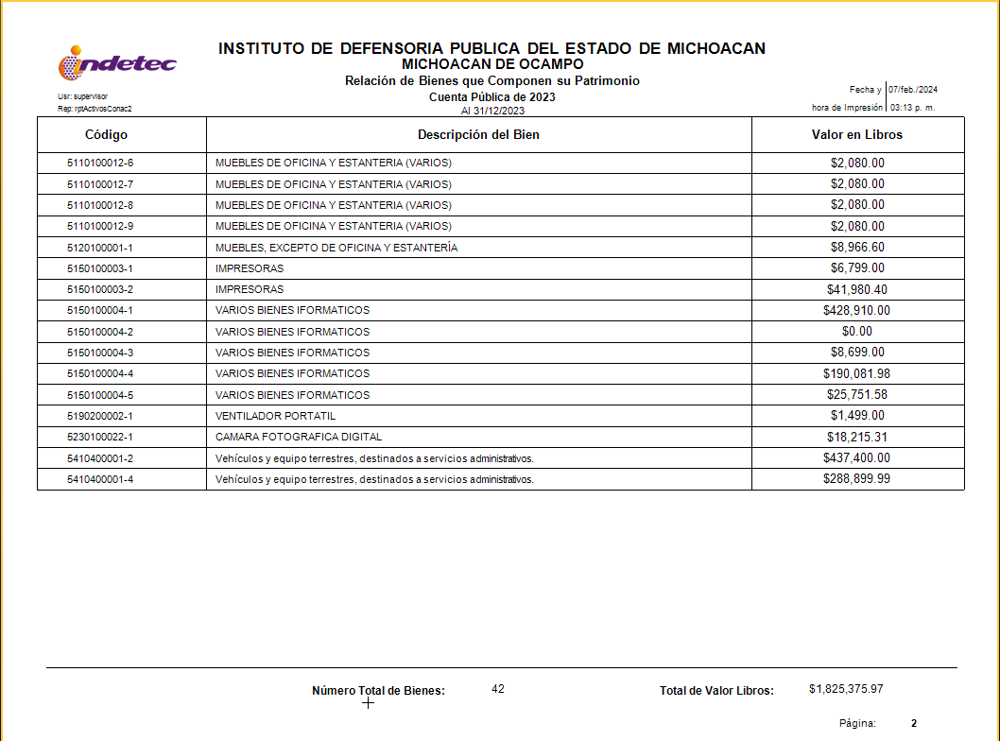 INSTITUTO DE DEFENSORIA PUBLICA DEL ESTADO DE MICHOACAN
indetec
MICHOACAN DE OCAMPO
Relación de Bienes que Componen su Patrimonio
Usr: supervisor Cuenta Pública de 2023 Fecha y 07/feb./2024
Rep: rptActivosConac2 Al 31/12/2023 hora de Impresión 03:13 p. m.
Código Descripción del Bien Valor en Libros
5110100012-6 MUEBLES DE OFICINA Y ESTANTERIA (VARIOS) $2,080.00
5110100012-7 MUEBLES DE OFICINA Y ESTANTERIA (VARIOS) $2,080.00
5110100012-8 MUEBLES DE OFICINA Y ESTANTERIA (VARIOS) $2,080.00
5110100012-9 MUEBLES DE OFICINA Y ESTANTERIA (VARIOS) $2,080.00
5120100001-1 MUEBLES, EXCEPTO DE OFICINA Y ESTANTERÍA $8,966.60
5150100003-1 IMPRESORAS $6,799.00
5150100003-2 IMPRESORAS $41,980.40
5150100004-1 VARIOS BIENES IFORMATICOS $428,910.00
5150100004-2 VARIOS BIENES IFORMATICOS $0.00
5150100004-3 VARIOS BIENES IFORMATICOS $8,699.00
5150100004-4 VARIOS BIENES IFORMATICOS $190,081.98
5150100004-5 VARIOS BIENES IFORMATICOS $25,751.58
5190200002-1 VENTILADOR PORTATIL $1,499.00
5230100022-1 CAMARA FOTOGRAFICA DIGITAL $18,215.31
5410400001-2 Vehículos y equipo terrestres, destinados a servicios administrativos. $437,400.00
5410400001-4 Vehículos y equipo terrestres, destinados a servicios administrativos. $288,899.99
Número Total de Bienes: 42 Total de Valor Libros: $1,825,375.97
Página: 2